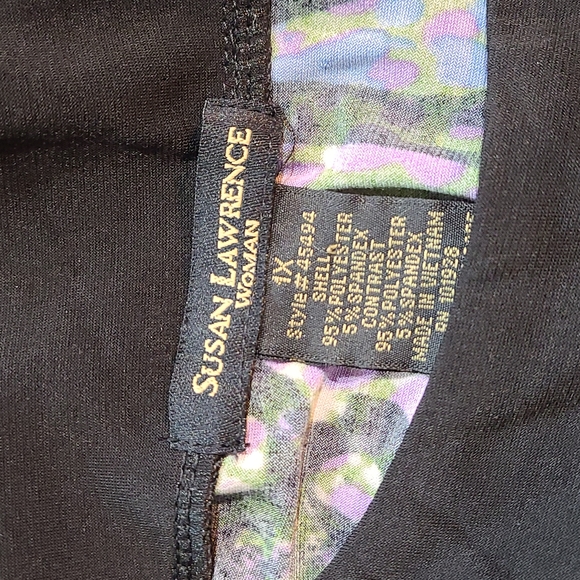 SUSAN LAWRENCE
WOMAN
1X
Style# 45494
SHELL
95% POLYESTER
5% SPANDEX
CONTRAST
95% POLYESTER
5% SPANDEX
MADE IN VIETNAM